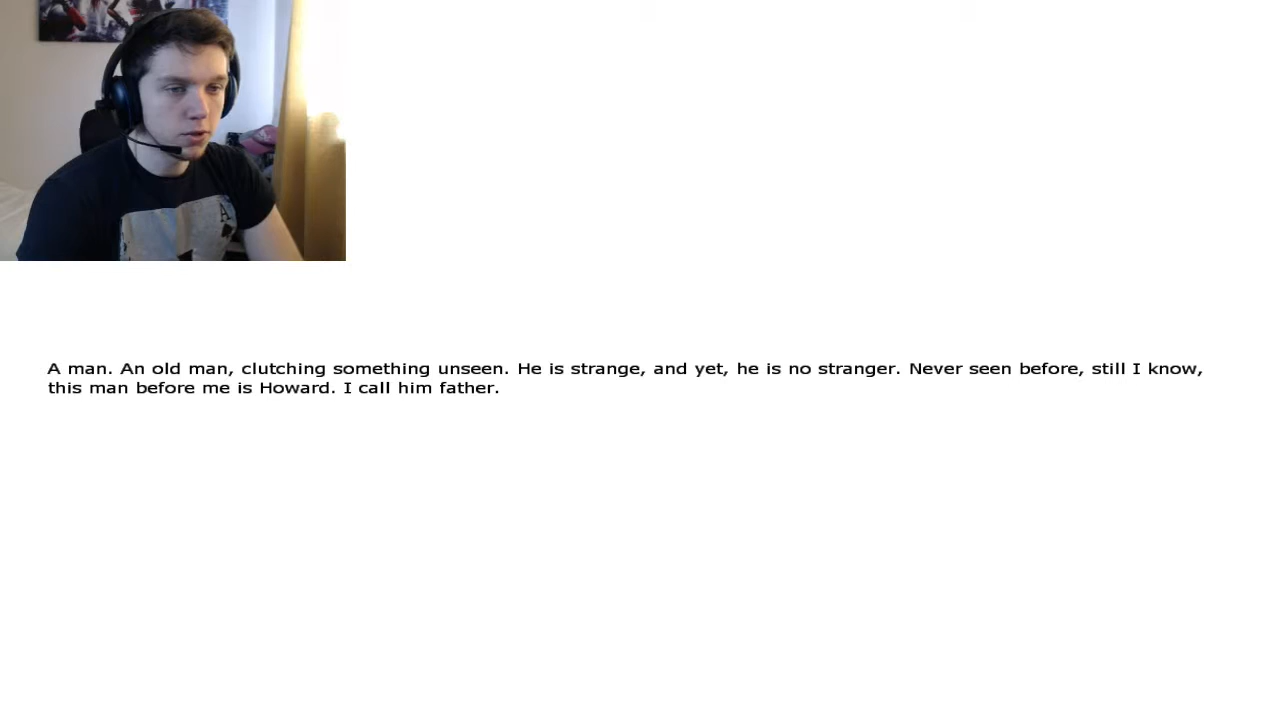 A
A man. An old man, clutching something unseen. He is strange, and yet, he is no stranger. Never seen before, still I know,
this man before me is Howard. I call him father.